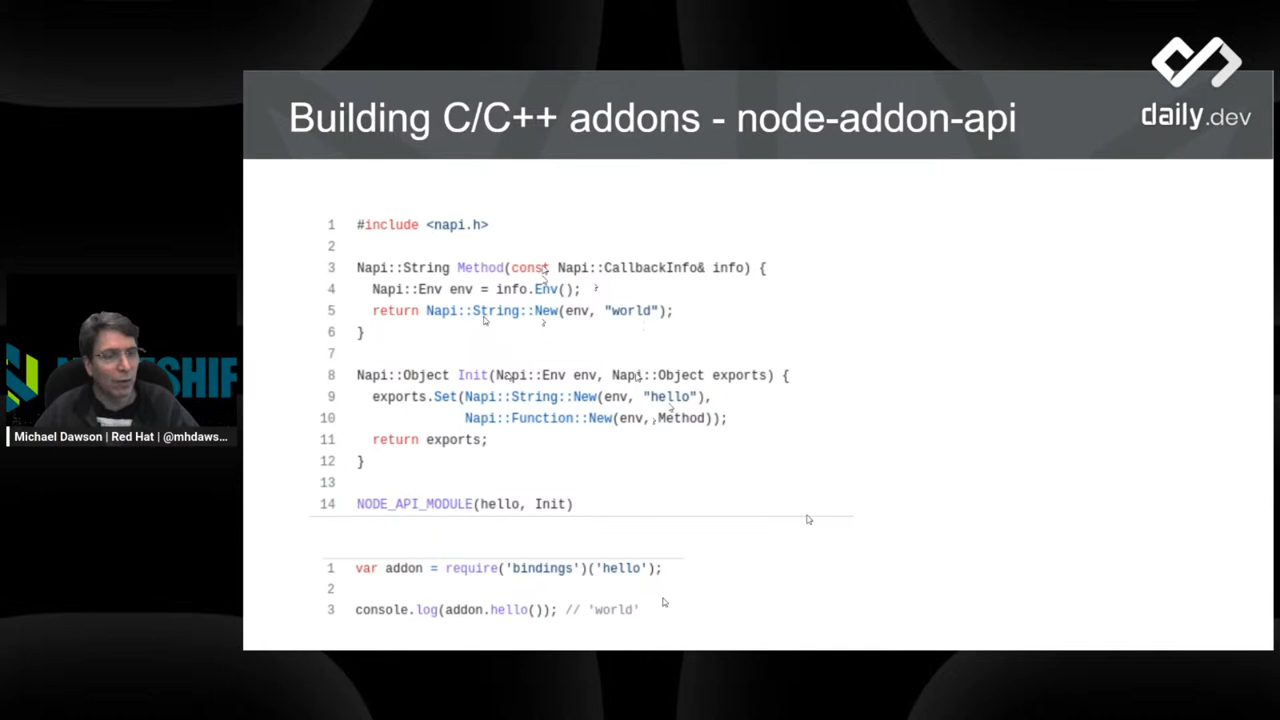 daily.dev
Building C/C++ addons - node-addon-api
1 #include <napi.h>
2
3 Napi::String Method(const Napi::CallbackInfo& info) {
4   Napi::Env env = info.Env();
5   return Napi::String::New(env, "world");
6 }
7
8 Napi::Object Init(Napi::Env env, Napi::Object exports) {
9   exports.Set(Napi::String::New(env, "hello"),
10               Napi::Function::New(env, Method));
11   return exports;
12 }
13
14 NODE_API_MODULE(hello, Init)
1 var addon = require('bindings')('hello');
2
3 console.log(addon.hello()); // 'world'
SHIF
Michael Dawson | Red Hat | @mhdaws...